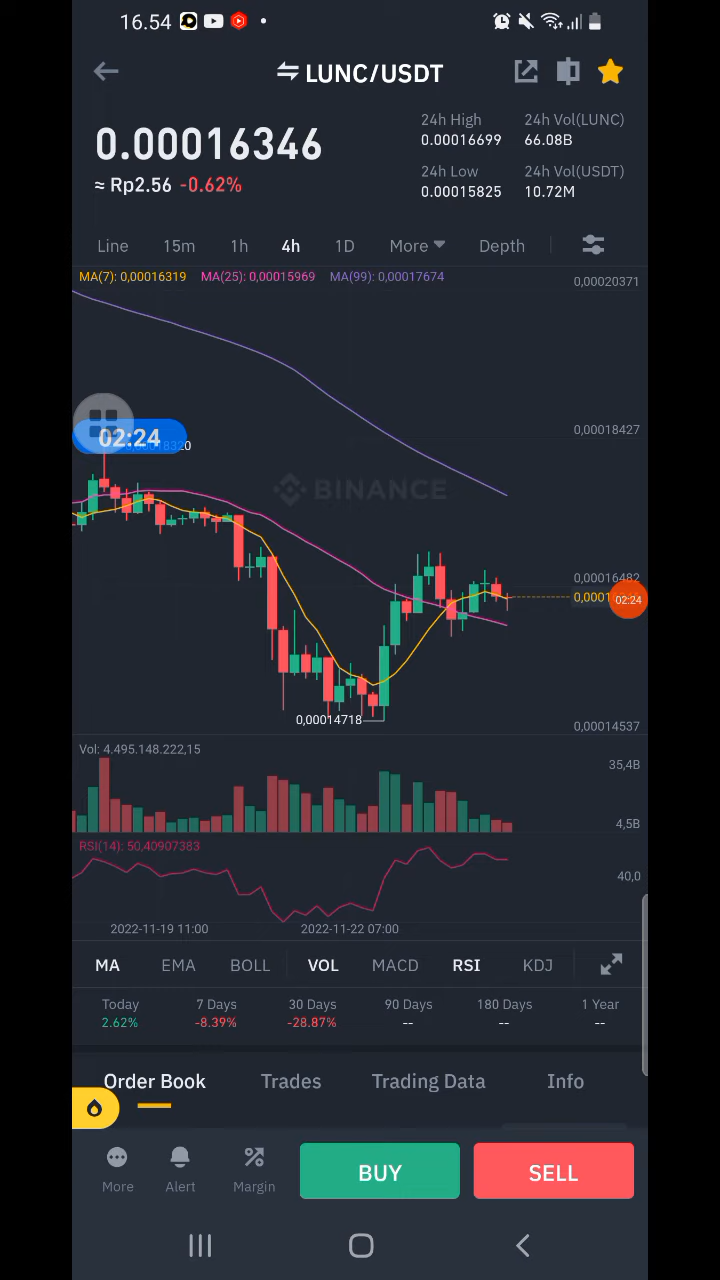 16.54
LUNC/USDT
0.00016346
≈ Rp2.56 -0.62%
24h High
0.00016699
24h Vol(LUNC)
66.08B
24h Low
0.00015825
24h Vol(USDT)
10.72M
Line 15m 1h 4h 1D More Depth
MA(7): 0,00016319 MA(25): 0,00015969 MA(99): 0,00017674
0,00020371
0,00018427
02:24
BINANCE
0,00016482
02:24
0,00014718
0,00014537
Vol: 4.495.148.222,15
35,4B
4,5B
RSI(14): 50,40907383
40,0
2022-11-19 11:00 2022-11-22 07:00
MA EMA BOLL VOL MACD RSI KDJ
Today 7 Days 30 Days 90 Days 180 Days 1 Year
2.62% -8.39% -28.87% -- -- --
Order Book Trades Trading Data Info
More Alert Margin BUY SELL